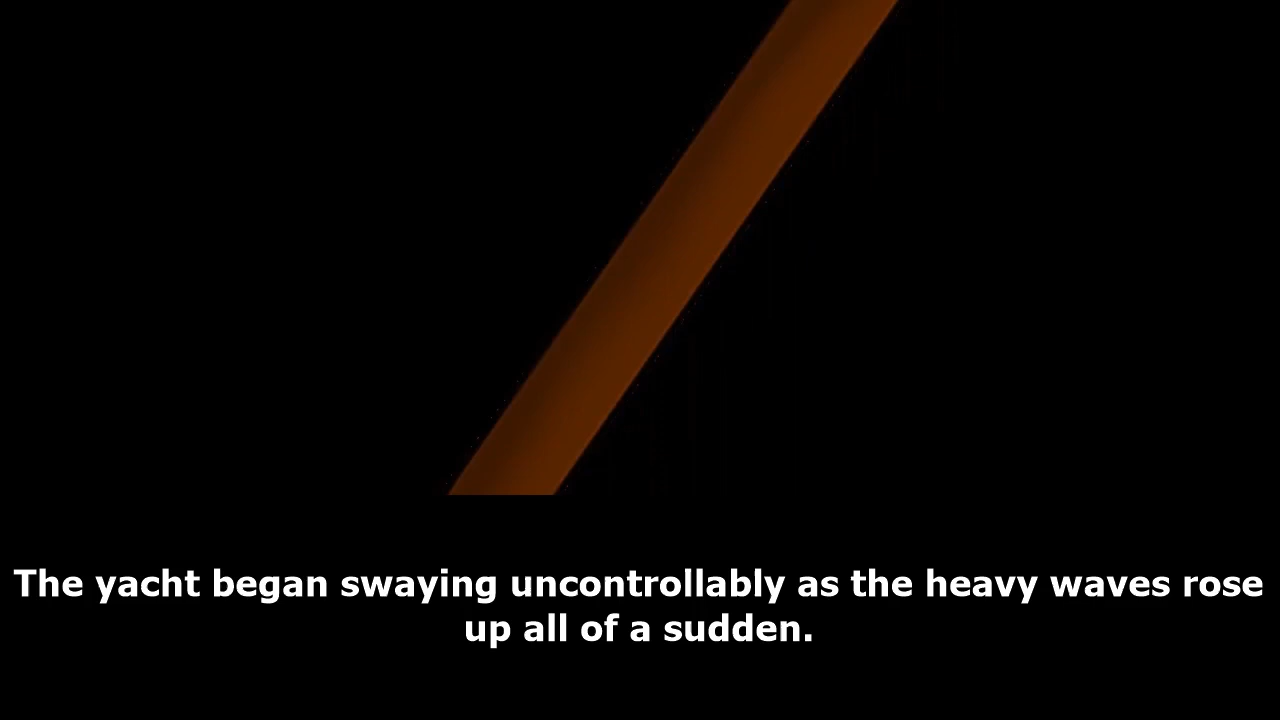 The yacht began swaying uncontrollably as the heavy waves rose
up all of a sudden.